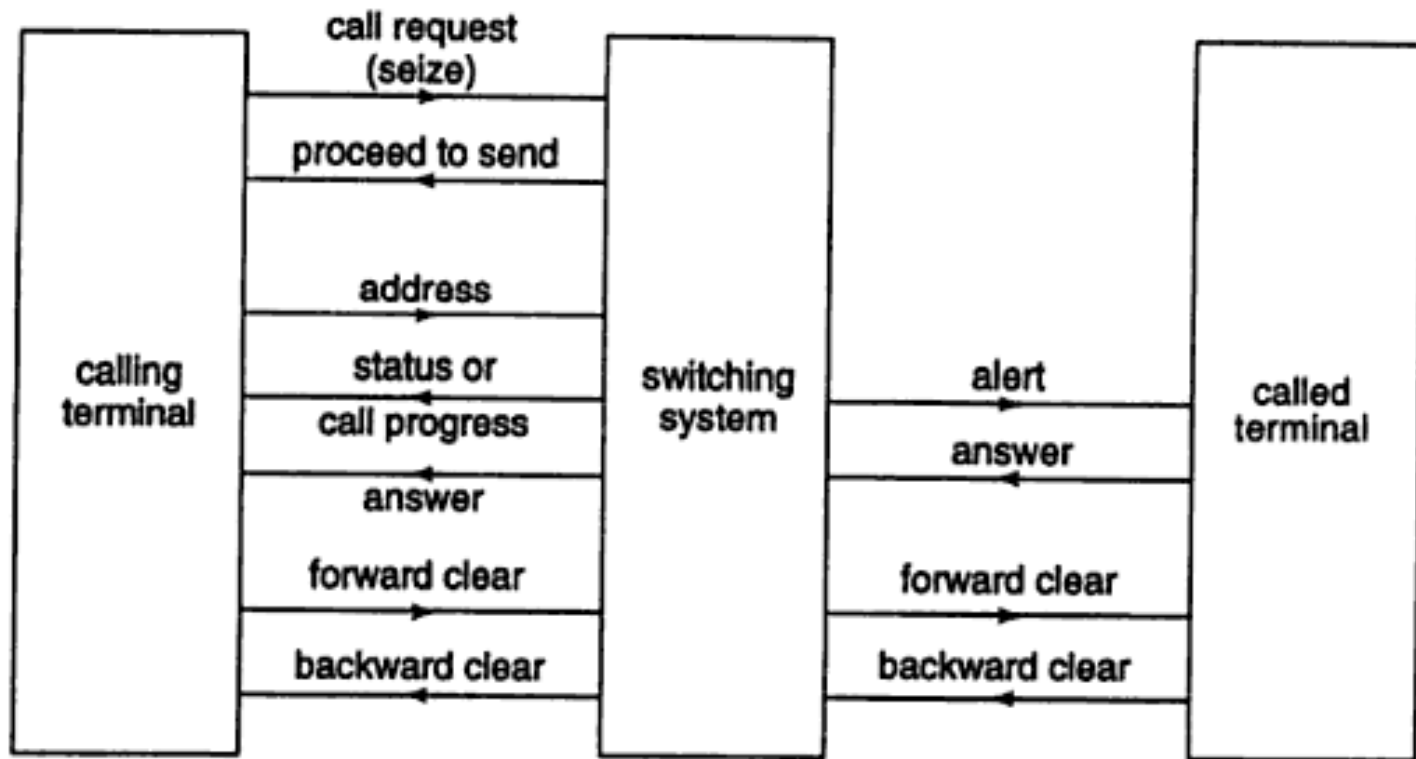 call request
(seize)
proceed to send
address
calling
terminal
status or
call progress
answer
switching
system
alert
answer
called
terminal
forward clear
forward clear
backward clear
backward clear